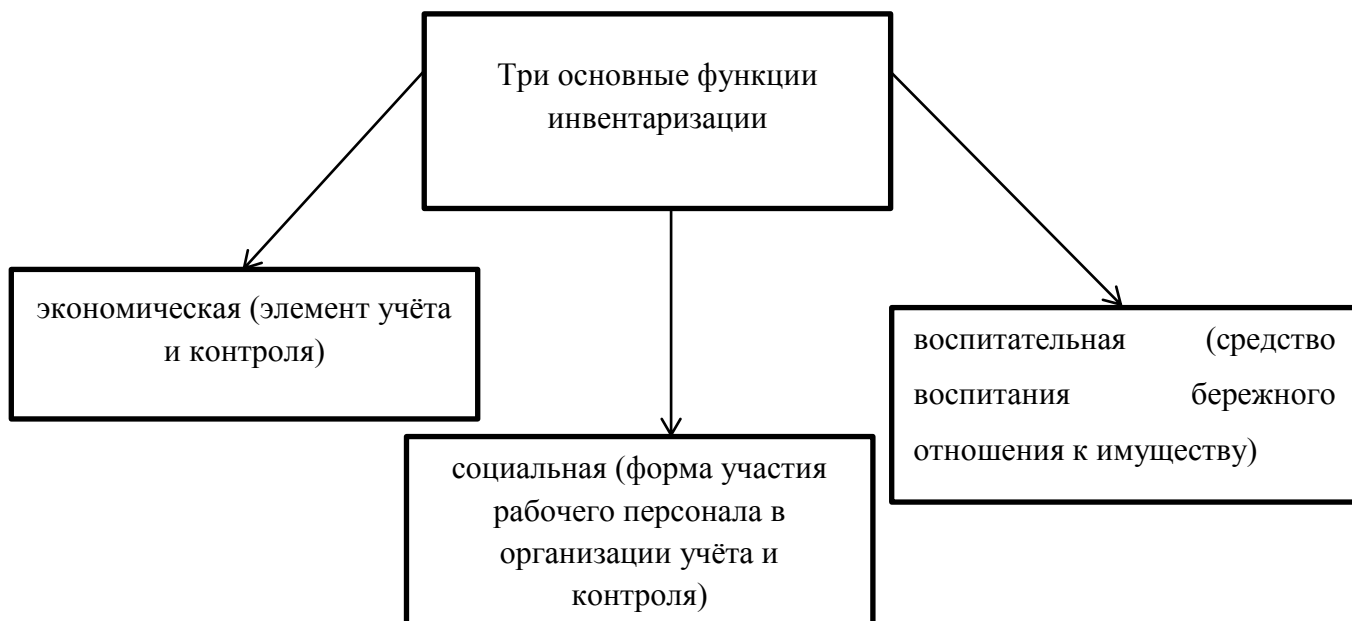 Три основные функции
инвентаризации
экономическая (элемент учёта
и контроля)
социальная (форма участия
рабочего персонала в
организации учёта и
контроля)
воспитательная (средство
воспитания бережного
отношения к имуществу)